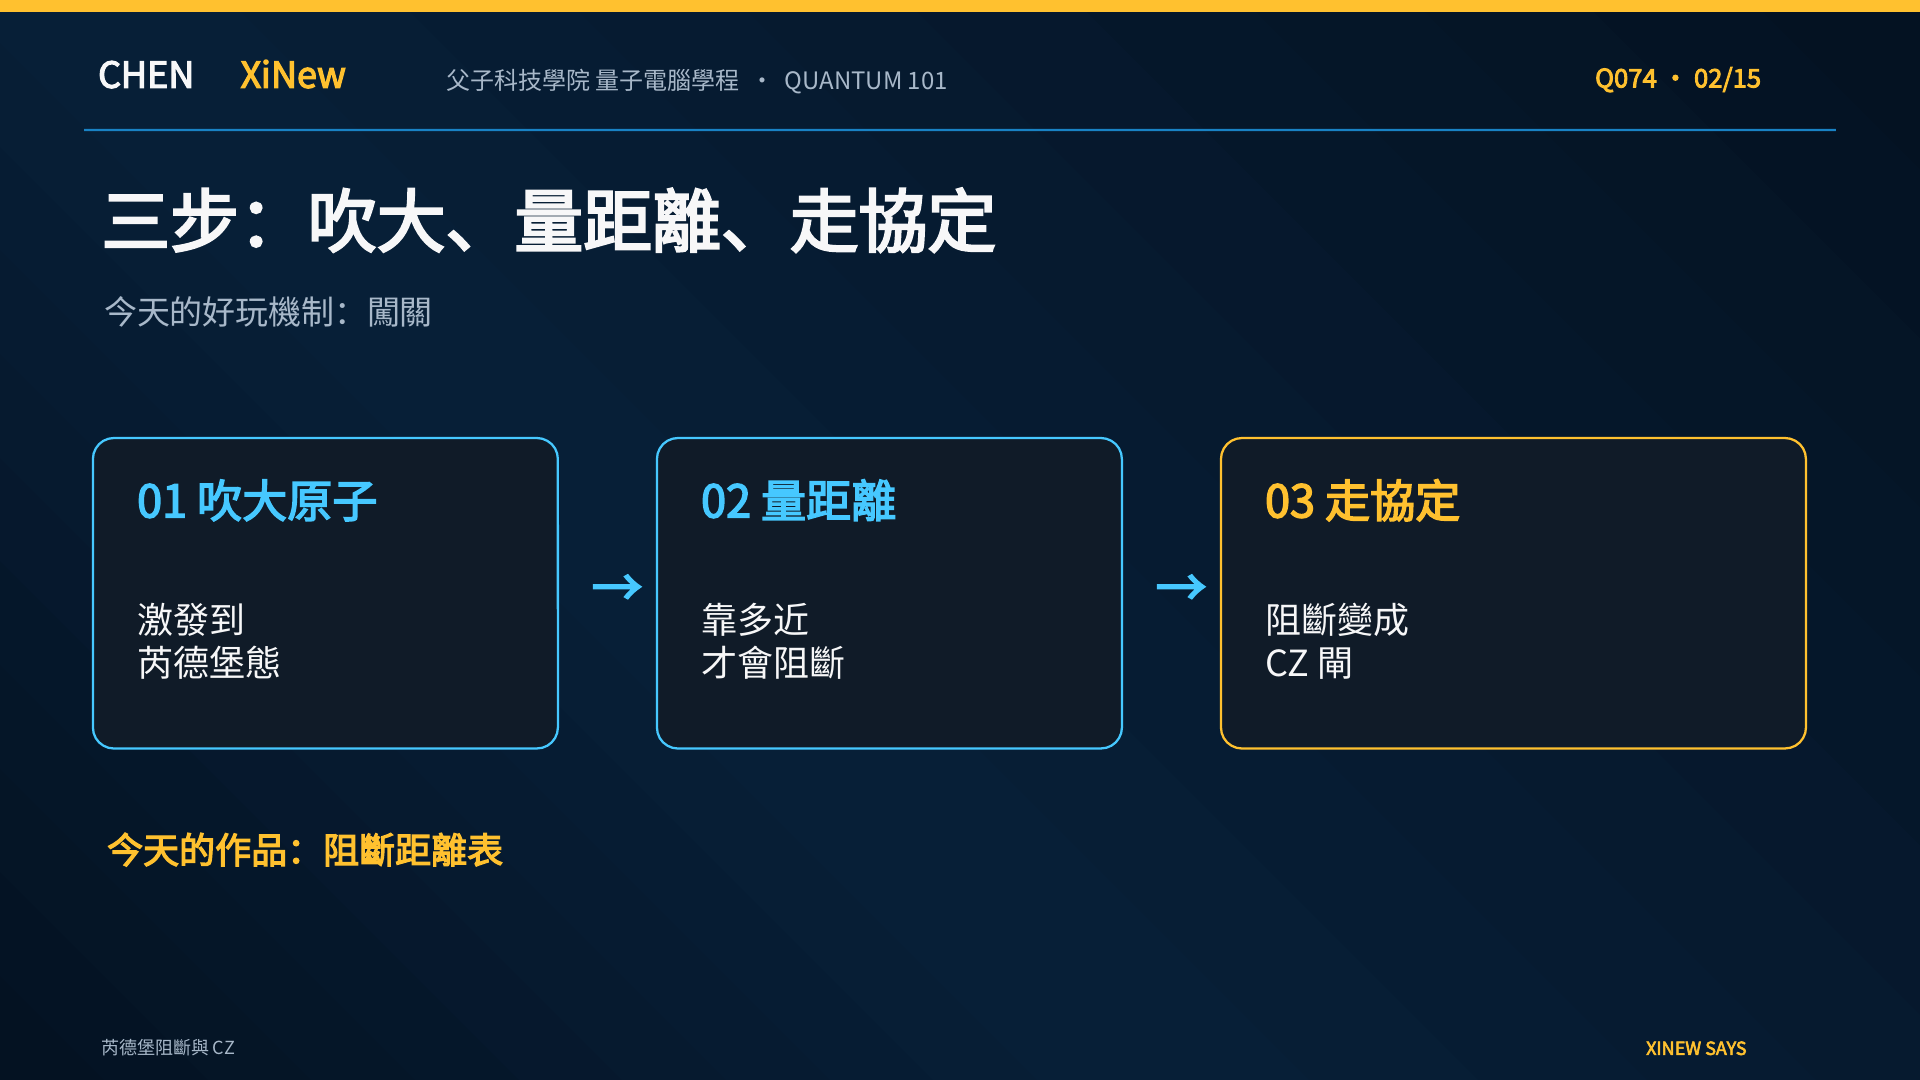 CHEN XiNew 父子科技學院 量子電腦學程 · QUANTUM 101 Q074 · 02/15
三步：吹大、量距離、走協定
今天的好玩機制：闖關
01 吹大原子
激發到
芮德堡態
→
02 量距離
靠多近
才會阻斷
→
03 走協定
阻斷變成
CZ 閘
今天的作品：阻斷距離表
芮德堡阻斷與 CZ
XINEW SAYS